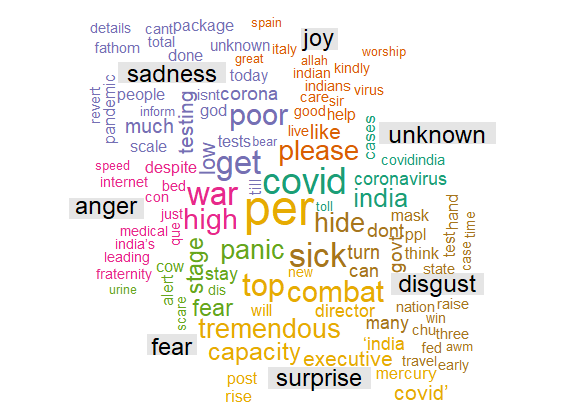 spain
details cant package joy
total unknown italy
fathom done great worship
sadness today allah kindly
indian
revert pandemic people isnt corona indians virus
care sir
inform god poor good help
much testing tests bear live like cases unknown
scale low get please covidindia
speed despite till covid coronavirus
internet bed war india
con
anger just high per toll mask hand
medical que hide dont ppl test time
india's stage panic sick govt case
leading turn think
fraternity cow stay new can state
urine alert dis top combat disgust
scare fear will director nation raise
many chu win
tremendous three
fear 'india fed awm
capacity executive travel early
post surprise mercury
rise covid'